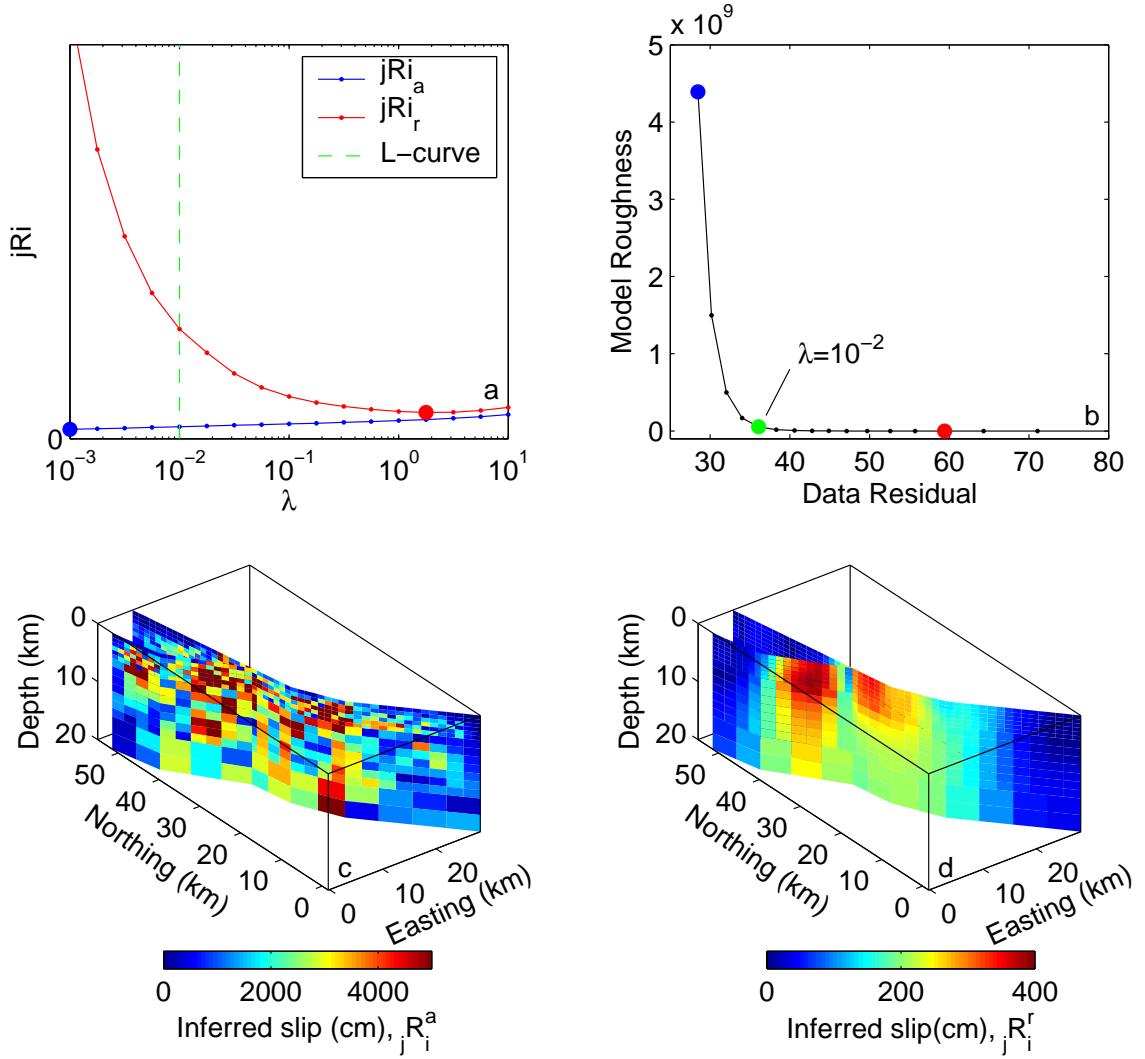 jRi
jRi_a
jRi_r
L−curve
a
0
10^−3 10^−2 10^−1 10^0 10^1
λ
x 10^9
5
4
3
2
1
0
Model Roughness
λ=10^−2
b
30 40 50 60 70 80
Data Residual
Depth (km)
0
10
20
50
40
30
20
10
0
Northing (km)
c
0
10
20
Easting (km)
0 2000 4000
Inferred slip (cm), _jR_i^a
Depth (km)
0
10
20
50
40
30
20
10
0
Northing (km)
d
0
10
20
Easting (km)
0 200 400
Inferred slip(cm), _jR_i^r